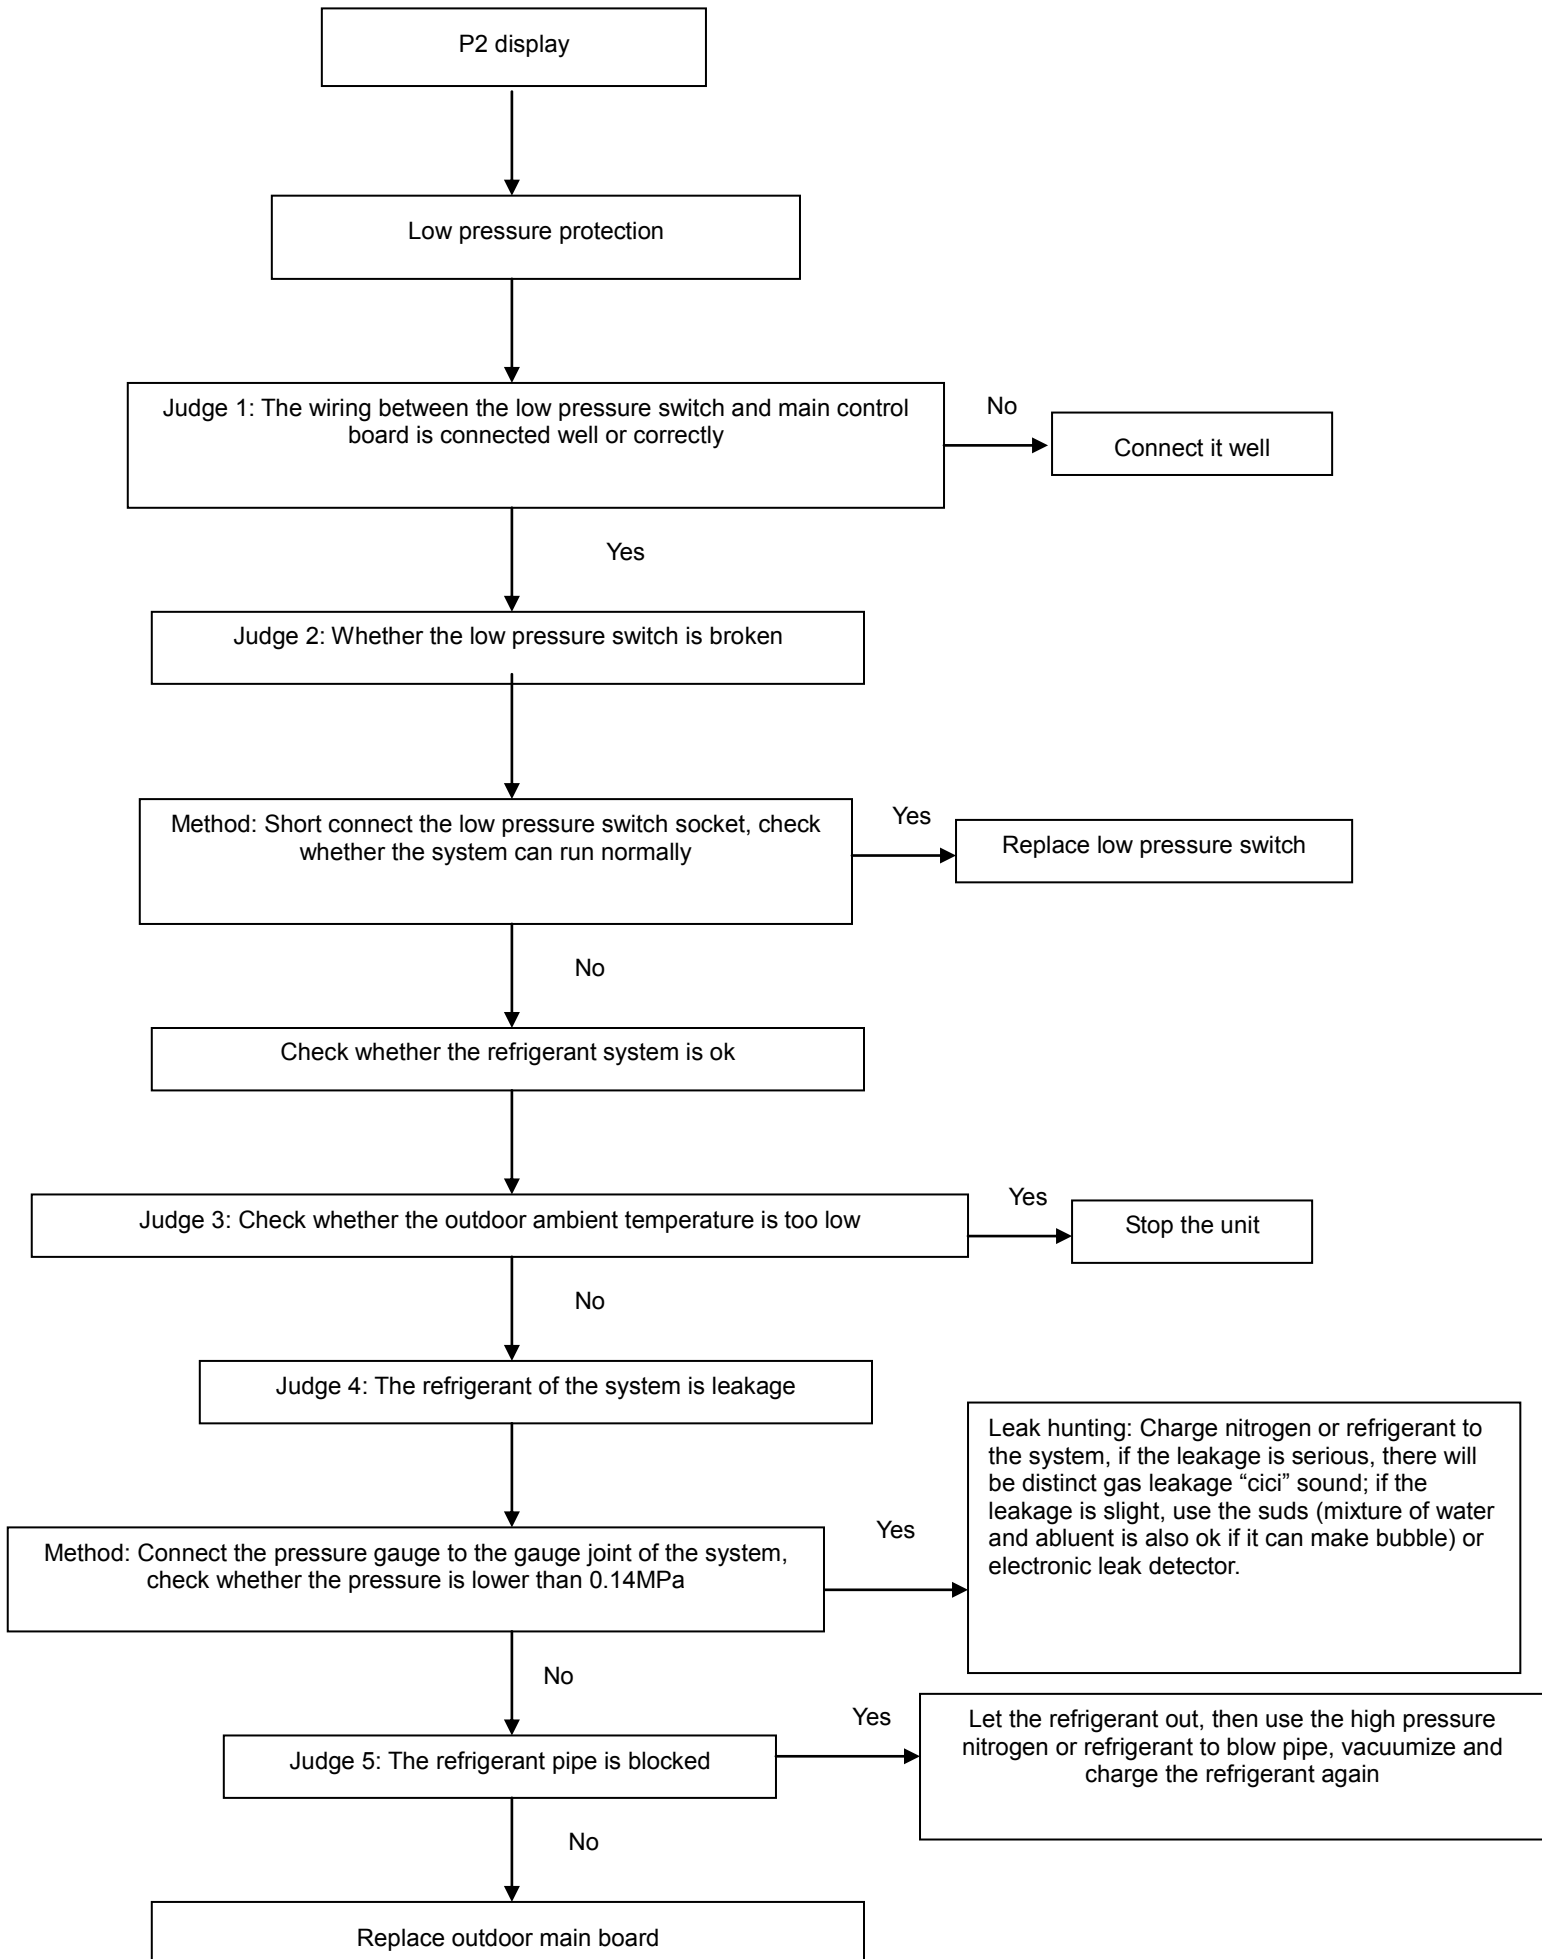 P2 display
Low pressure protection
Judge 1: The wiring between the low pressure switch and main control
board is connected well or correctly
No
Connect it well
Yes
Judge 2: Whether the low pressure switch is broken
Method: Short connect the low pressure switch socket, check
whether the system can run normally
Yes
Replace low pressure switch
No
Check whether the refrigerant system is ok
Judge 3: Check whether the outdoor ambient temperature is too low
Yes
Stop the unit
No
Judge 4: The refrigerant of the system is leakage
Method: Connect the pressure gauge to the gauge joint of the system,
check whether the pressure is lower than 0.14MPa
Yes
Leak hunting: Charge nitrogen or refrigerant to
the system, if the leakage is serious, there will
be distinct gas leakage “cici” sound; if the
leakage is slight, use the suds (mixture of water
and abluent is also ok if it can make bubble) or
electronic leak detector.
No
Judge 5: The refrigerant pipe is blocked
Yes
Let the refrigerant out, then use the high pressure
nitrogen or refrigerant to blow pipe, vacuumize and
charge the refrigerant again
No
Replace outdoor main board